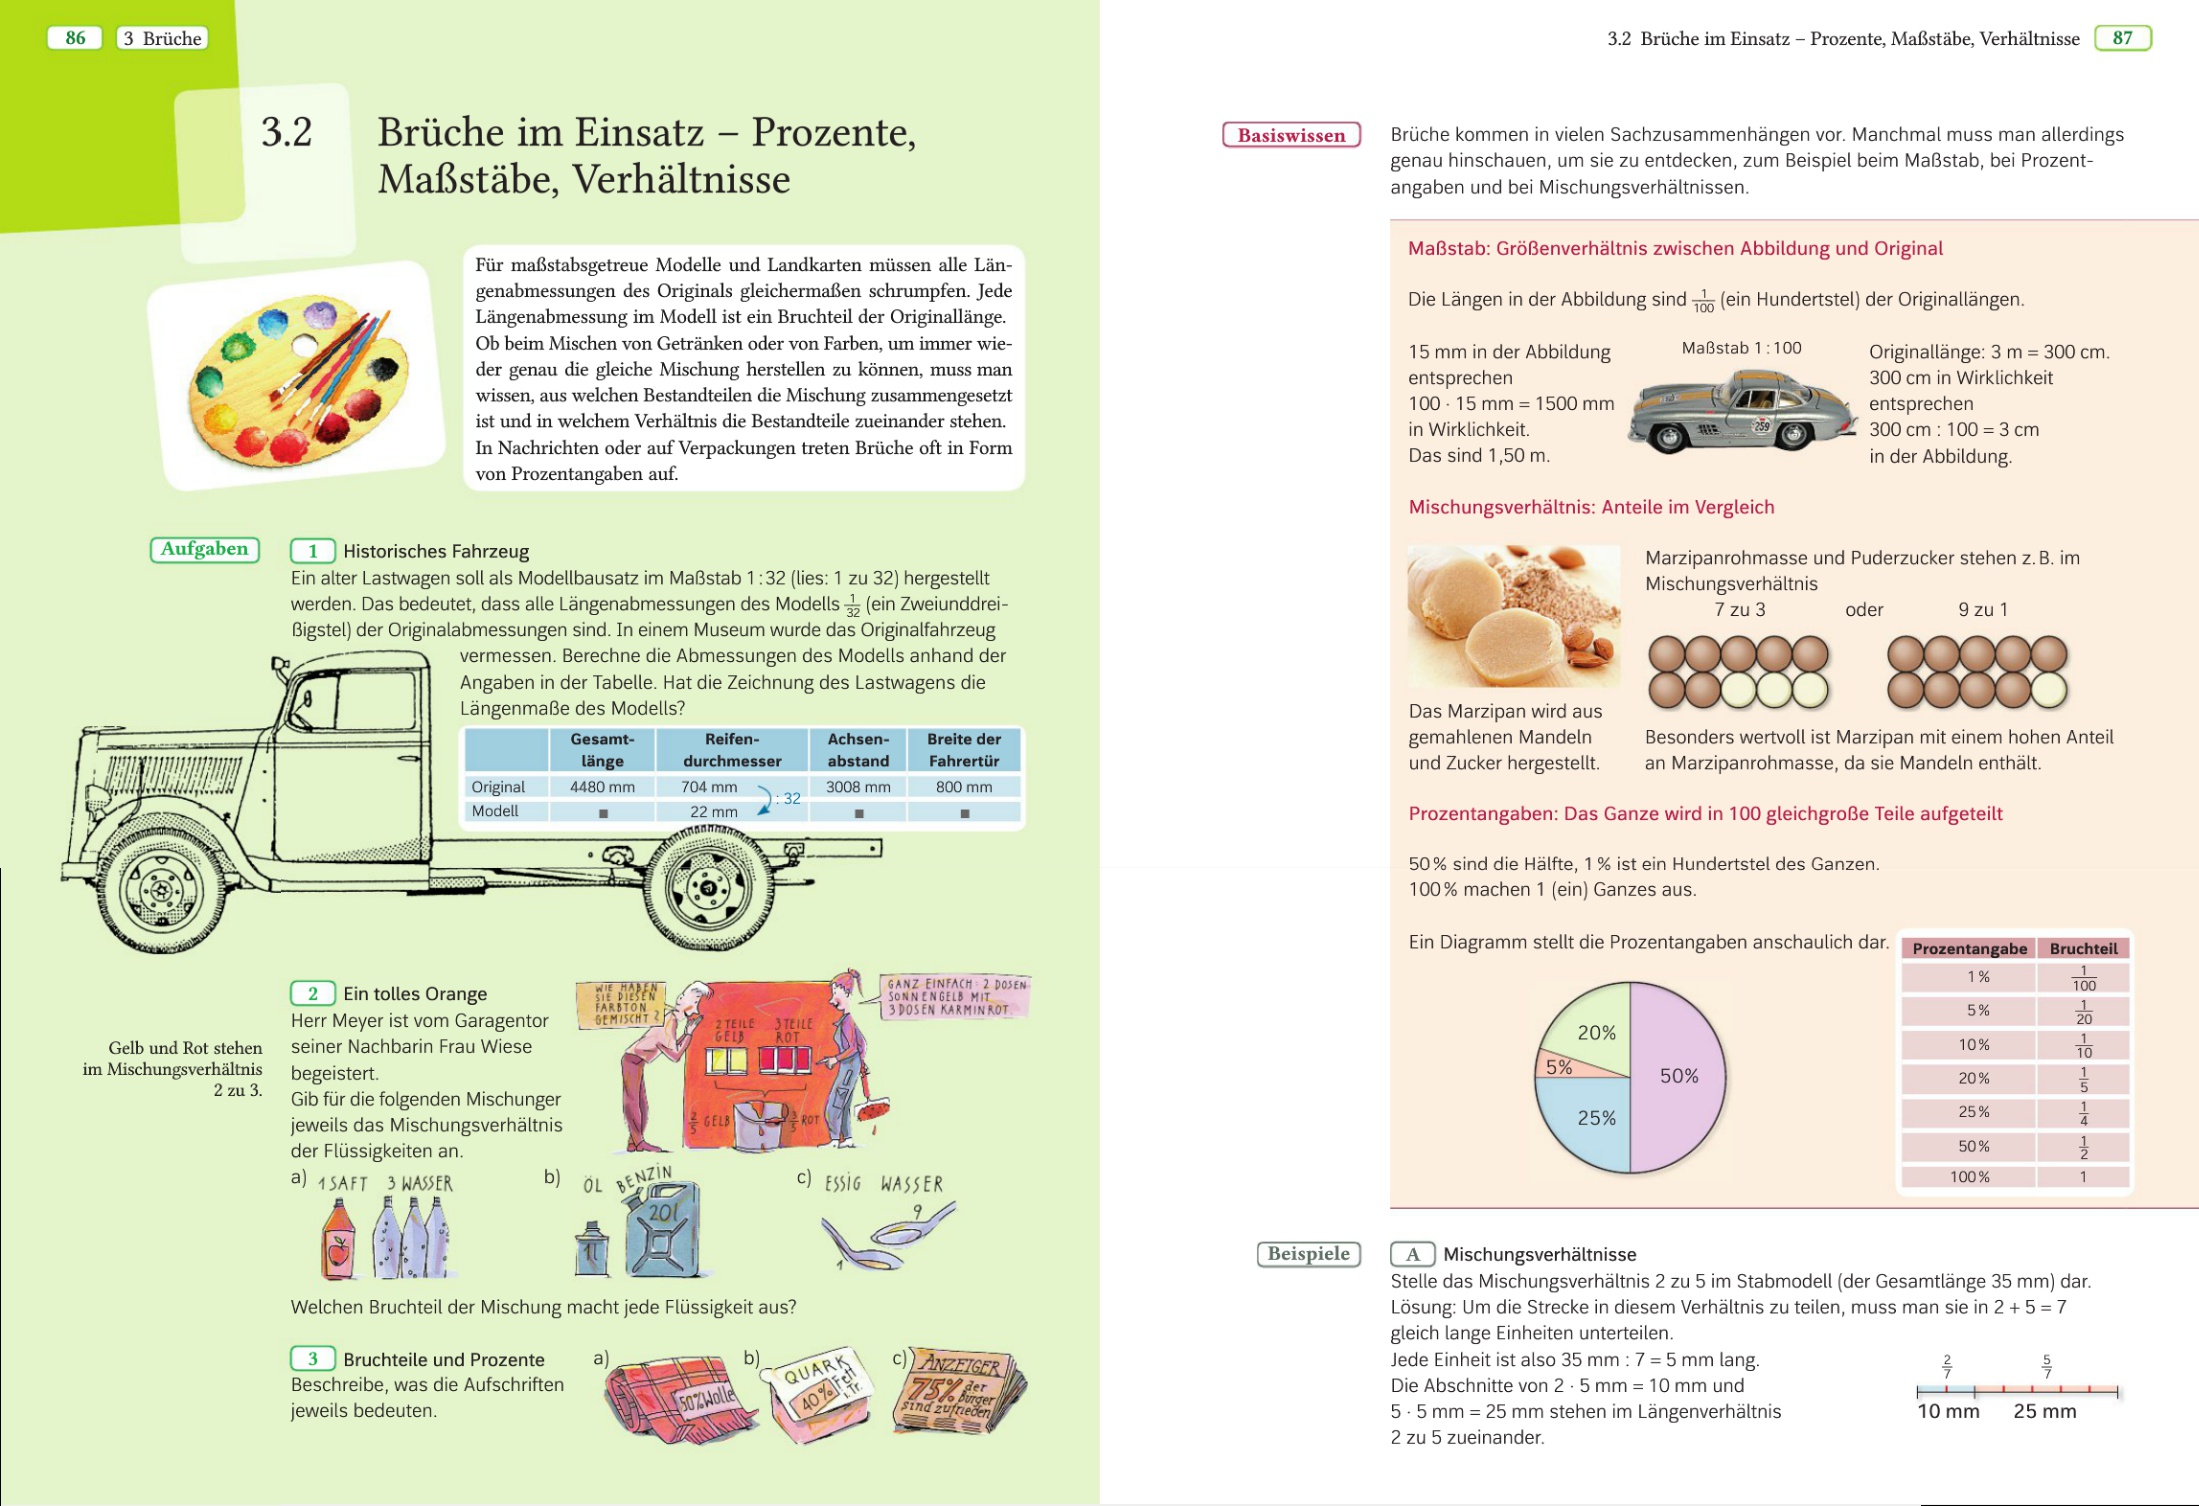 86
3 Brüche
3.2 Brüche im Einsatz – Prozente,
Maßstäbe, Verhältnisse
Für maßstabsgetreue Modelle und Landkarten müssen alle Län-
genabmessungen des Originals gleichermaßen schrumpfen. Jede
Längenabmessung im Modell ist ein Bruchteil der Originallänge.
Ob beim Mischen von Getränken oder von Farben, um immer wie-
der genau die gleiche Mischung herstellen zu können, muss man
wissen, aus welchen Bestandteilen die Mischung zusammengesetzt
ist und in welchem Verhältnis die Bestandteile zueinander stehen.
In Nachrichten oder auf Verpackungen treten Brüche oft in Form
von Prozentangaben auf.
Aufgaben
1 Historisches Fahrzeug
Ein alter Lastwagen soll als Modellbausatz im Maßstab 1:32 (lies: 1 zu 32) hergestellt
werden. Das bedeutet, dass alle Längenabmessungen des Modells 1/32 (ein Zweiunddrei-
ßigstel) der Originalabmessungen sind. In einem Museum wurde das Originalfahrzeug
vermessen. Berechne die Abmessungen des Modells anhand der
Angaben in der Tabelle. Hat die Zeichnung des Lastwagens die
Längenmaße des Modells?
Gesamt- Reifen- Achsen- Breite der
länge durchmesser abstand Fahrertür
Original 4480 mm 704 mm 3008 mm 800 mm
: 32
Modell ■ 22 mm ■ ■
2 Ein tolles Orange
Herr Meyer ist vom Garagentor
seiner Nachbarin Frau Wiese
begeistert.
Gib für die folgenden Mischunger
jeweils das Mischungsverhältnis
der Flüssigkeiten an.
Gelb und Rot stehen
im Mischungsverhältnis
2 zu 3.
WIE HABEN
SIE DIESEN
FARBTON
GEMISCHT?
GANZ EINFACH: 2 DOSEN
SONNENGELB MIT
3 DOSEN KARMINROT.
2 TEILE 3 TEILE
GELB ROT
2/5 GELB 3/5 ROT
a) 1 SAFT 3 WASSER
b) ÖL BENZIN
1l 20l
c) ESSIG WASSER
1 9
Welchen Bruchteil der Mischung macht jede Flüssigkeit aus?
3 Bruchteile und Prozente
Beschreibe, was die Aufschriften
jeweils bedeuten.
a) 50% Wolle
b) QUARK
40% Fett
i.Tr.
c) ANZEIGER
75% der
Bürger
sind zufrieden
3.2 Brüche im Einsatz – Prozente, Maßstäbe, Verhältnisse
87
Basiswissen
Brüche kommen in vielen Sachzusammenhängen vor. Manchmal muss man allerdings
genau hinschauen, um sie zu entdecken, zum Beispiel beim Maßstab, bei Prozent-
angaben und bei Mischungsverhältnissen.
Maßstab: Größenverhältnis zwischen Abbildung und Original
Die Längen in der Abbildung sind 1/100 (ein Hundertstel) der Originallängen.
15 mm in der Abbildung
entsprechen
100 · 15 mm = 1500 mm
in Wirklichkeit.
Das sind 1,50 m.
Maßstab 1:100
259
Originallänge: 3 m = 300 cm.
300 cm in Wirklichkeit
entsprechen
300 cm : 100 = 3 cm
in der Abbildung.
Mischungsverhältnis: Anteile im Vergleich
Marzipanrohmasse und Puderzucker stehen z. B. im
Mischungsverhältnis
7 zu 3 oder 9 zu 1
Das Marzipan wird aus
gemahlenen Mandeln
und Zucker hergestellt.
Besonders wertvoll ist Marzipan mit einem hohen Anteil
an Marzipanrohmasse, da sie Mandeln enthält.
Prozentangaben: Das Ganze wird in 100 gleichgroße Teile aufgeteilt
50 % sind die Hälfte, 1 % ist ein Hundertstel des Ganzen.
100 % machen 1 (ein) Ganzes aus.
Ein Diagramm stellt die Prozentangaben anschaulich dar.
20%
5%
50%
25%
Prozentangabe Bruchteil
1 % 1/100
5 % 1/20
10 % 1/10
20 % 1/5
25 % 1/4
50 % 1/2
100 % 1
Beispiele
A Mischungsverhältnisse
Stelle das Mischungsverhältnis 2 zu 5 im Stabmodell (der Gesamtlänge 35 mm) dar.
Lösung: Um die Strecke in diesem Verhältnis zu teilen, muss man sie in 2 + 5 = 7
gleich lange Einheiten unterteilen.
Jede Einheit ist also 35 mm : 7 = 5 mm lang.
Die Abschnitte von 2 · 5 mm = 10 mm und
5 · 5 mm = 25 mm stehen im Längenverhältnis
2 zu 5 zueinander.
2/7 5/7
10 mm 25 mm